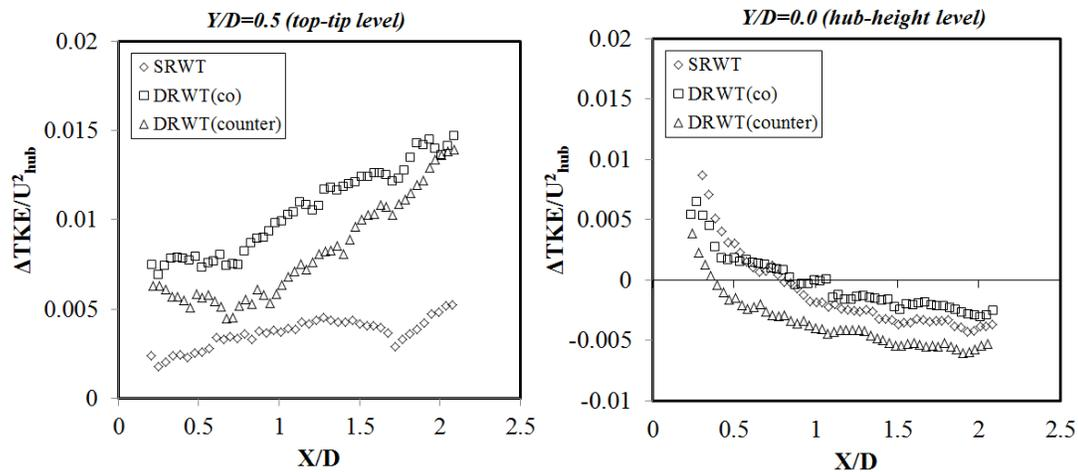 Y/D=0.5 (top-tip level)
0.02
0.015
0.01
0.005
0
ΔTKE/U²hub
SRWT
DRWT(co)
DRWT(counter)
0 0.5 1 1.5 2 2.5
X/D
Y/D=0.0 (hub-height level)
0.02
0.015
0.01
0.005
0
-0.005
-0.01
ΔTKE/U²hub
SRWT
DRWT(co)
DRWT(counter)
0 0.5 1 1.5 2 2.5
X/D